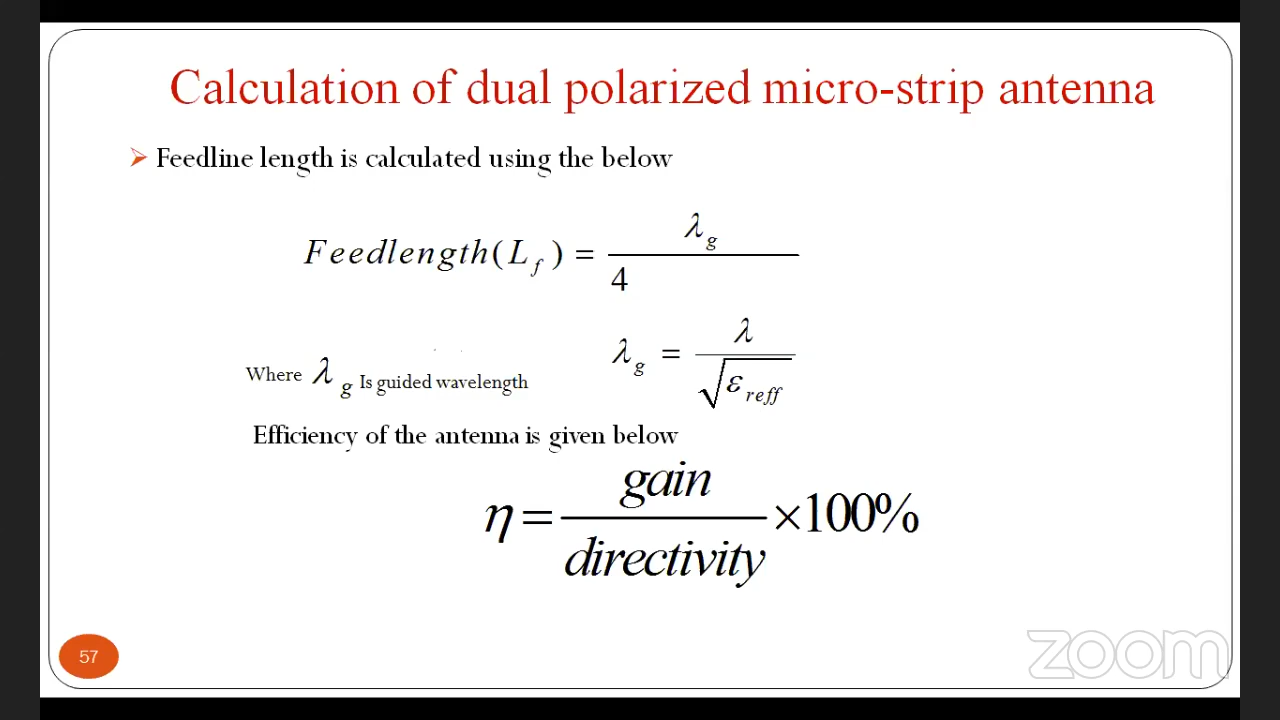 Calculation of dual polarized micro-strip antenna
➢ Feedline length is calculated using the below
Feedlength(L_f) = λ_g / 4
Where λ_g Is guided wavelength
λ_g = λ / √ε_reff
Efficiency of the antenna is given below
η = gain / directivity ×100%
57
zoom